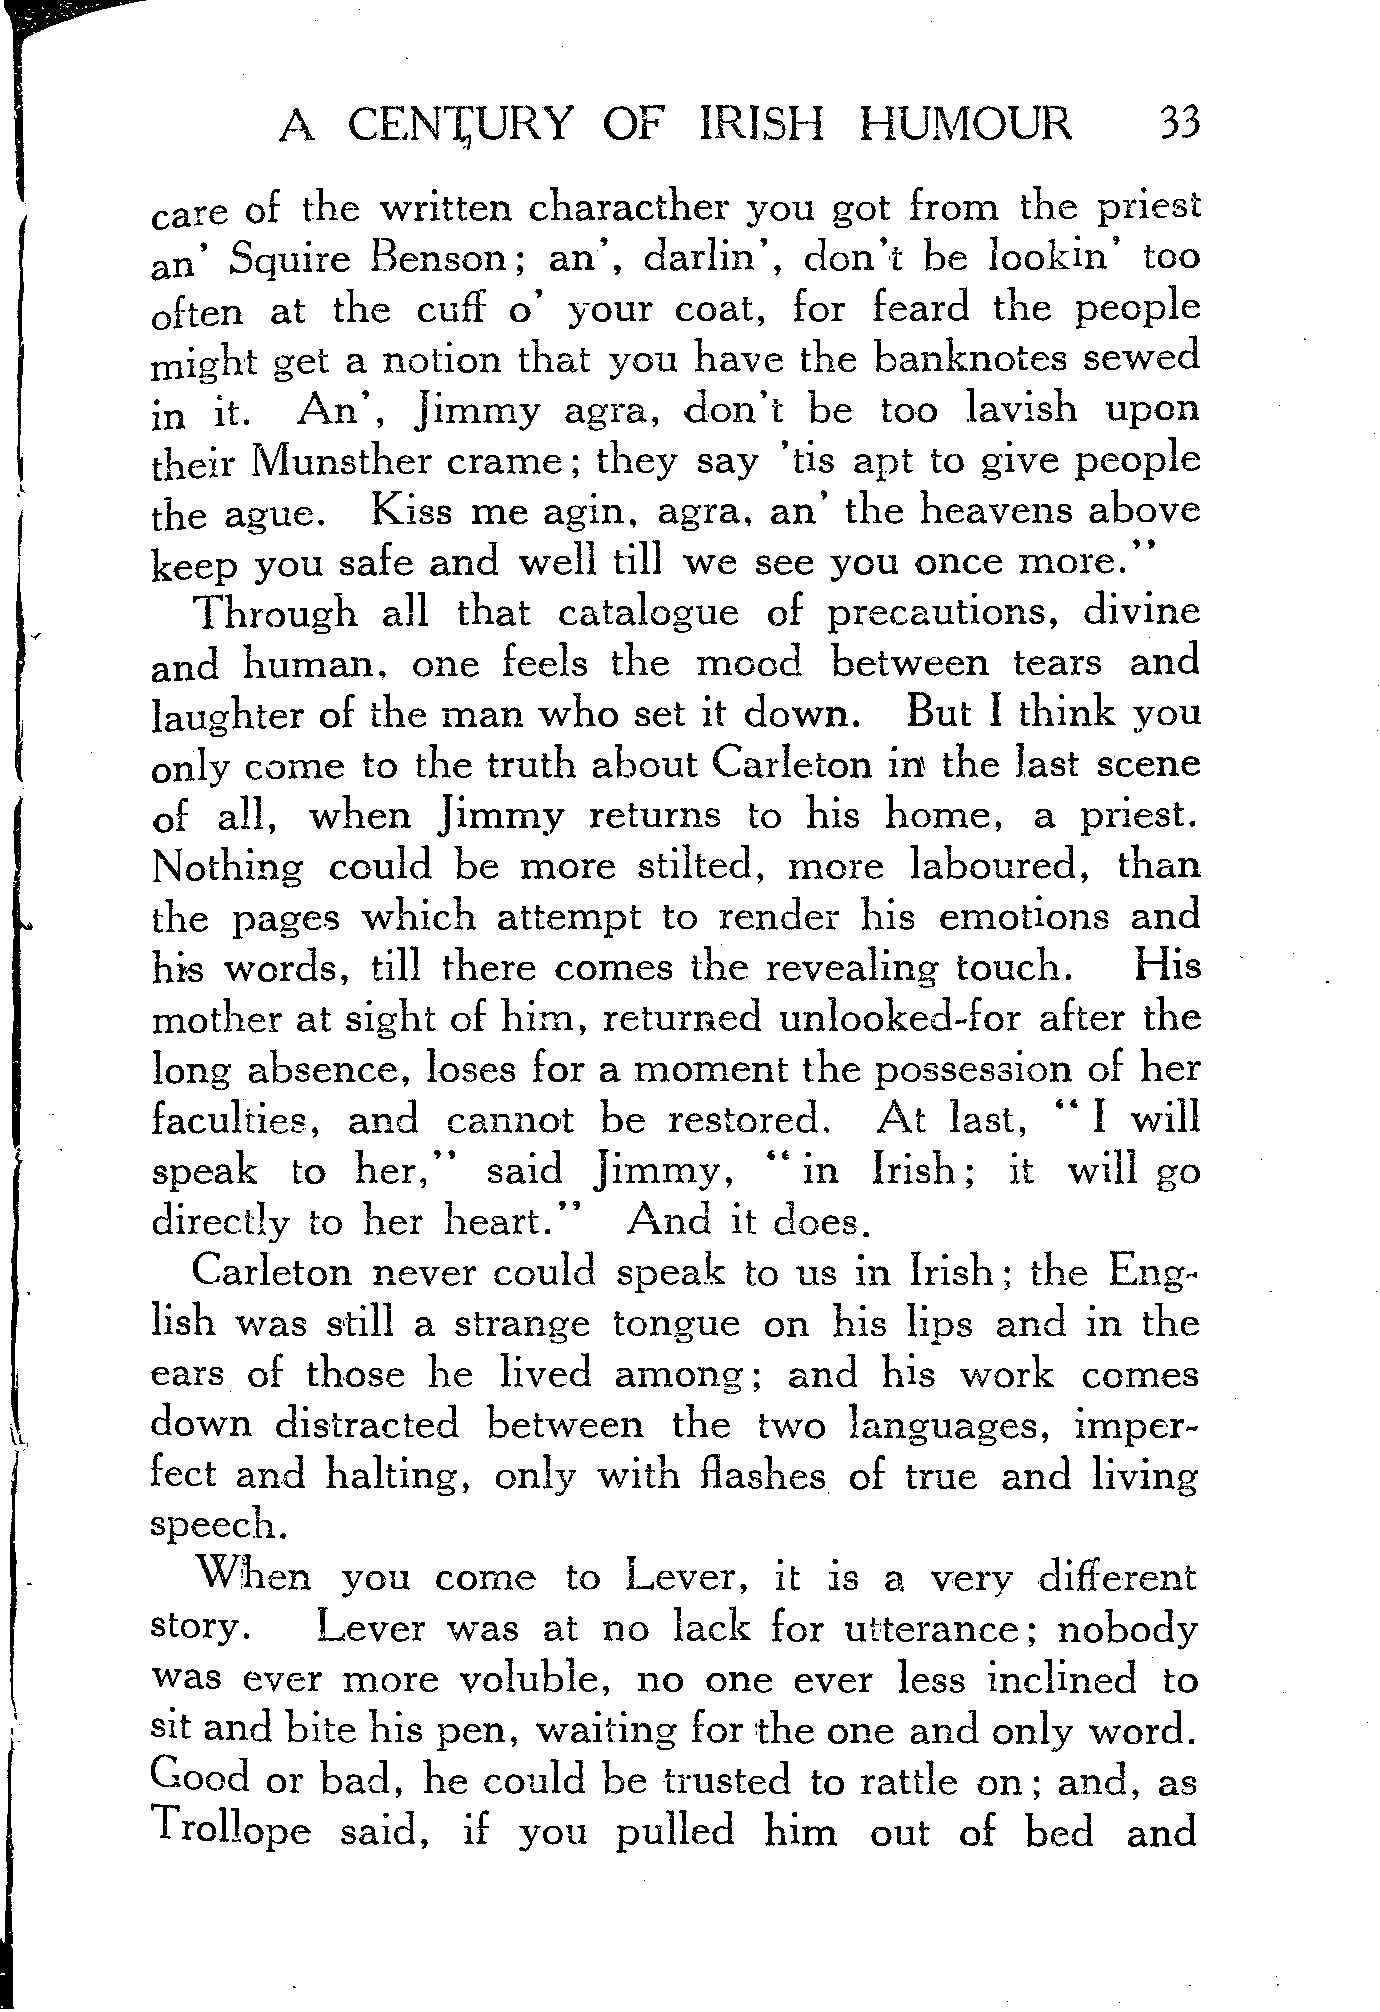 A CENTURY OF IRISH HUMOUR 33
care of the written characther you got from the priest
an' Squire Benson; an', darlin', don't be lookin' too
often at the cuff o' your coat, for feard the people
might get a notion that you have the banknotes sewed
in it. An', Jimmy agra, don't be too lavish upon
their Munsther crame; they say 'tis apt to give people
the ague. Kiss me agin, agra, an' the heavens above
keep you safe and well till we see you once more."
Through all that catalogue of precautions, divine
and human, one feels the mood between tears and
laughter of the man who set it down. But I think you
only come to the truth about Carleton in the last scene
of all, when Jimmy returns to his home, a priest.
Nothing could be more stilted, more laboured, than
the pages which attempt to render his emotions and
his words, till there comes the revealing touch. His
mother at sight of him, returned unlooked-for after the
long absence, loses for a moment the possession of her
faculties, and cannot be restored. At last, "I will
speak to her," said Jimmy, "in Irish; it will go
directly to her heart." And it does.
Carleton never could speak to us in Irish; the Eng-
lish was still a strange tongue on his lips and in the
ears of those he lived among; and his work comes
down distracted between the two languages, imper-
fect and halting, only with flashes of true and living
speech.
When you come to Lever, it is a very different
story. Lever was at no lack for utterance; nobody
was ever more voluble, no one ever less inclined to
sit and bite his pen, waiting for the one and only word.
Good or bad, he could be trusted to rattle on; and, as
Trollope said, if you pulled him out of bed and